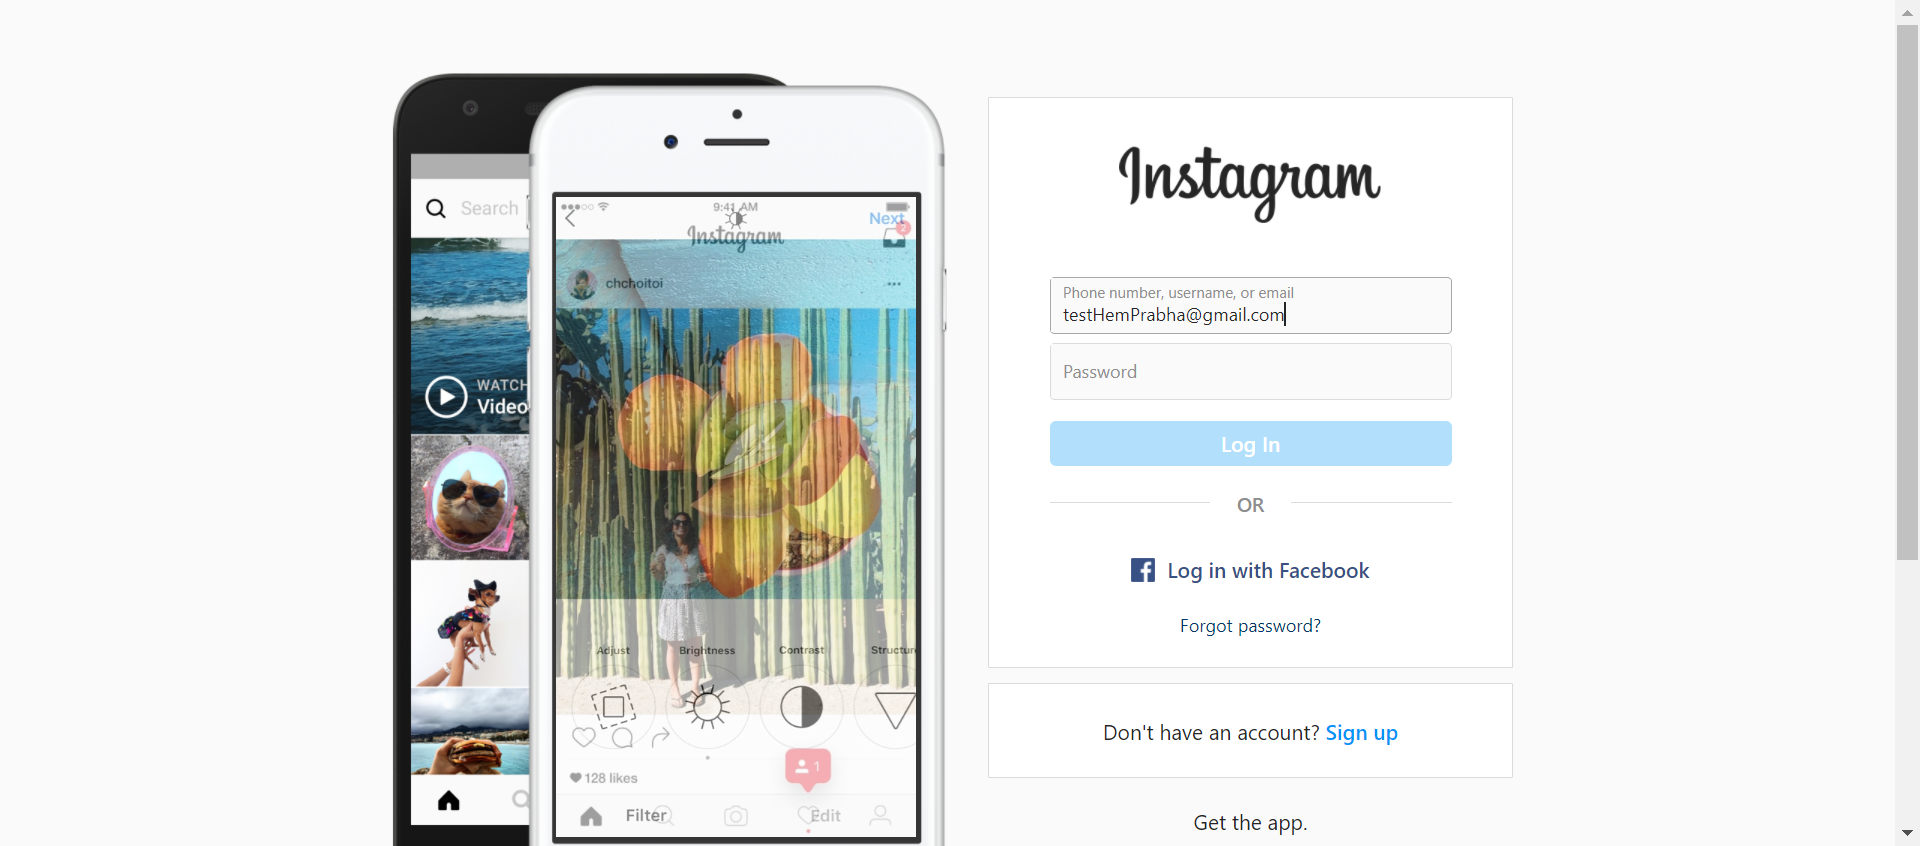 Search
WATCH
Video
9:41 AM
Next
Instagram
2
chchoitoi
Adjust
Brightness
Contrast
Structur
128 likes
1
Filter
Edit
Instagram
Phone number, username, or email
testHemPrabha@gmail.com
Password
Log In
OR
Log in with Facebook
Forgot password?
Don't have an account? Sign up
Get the app.